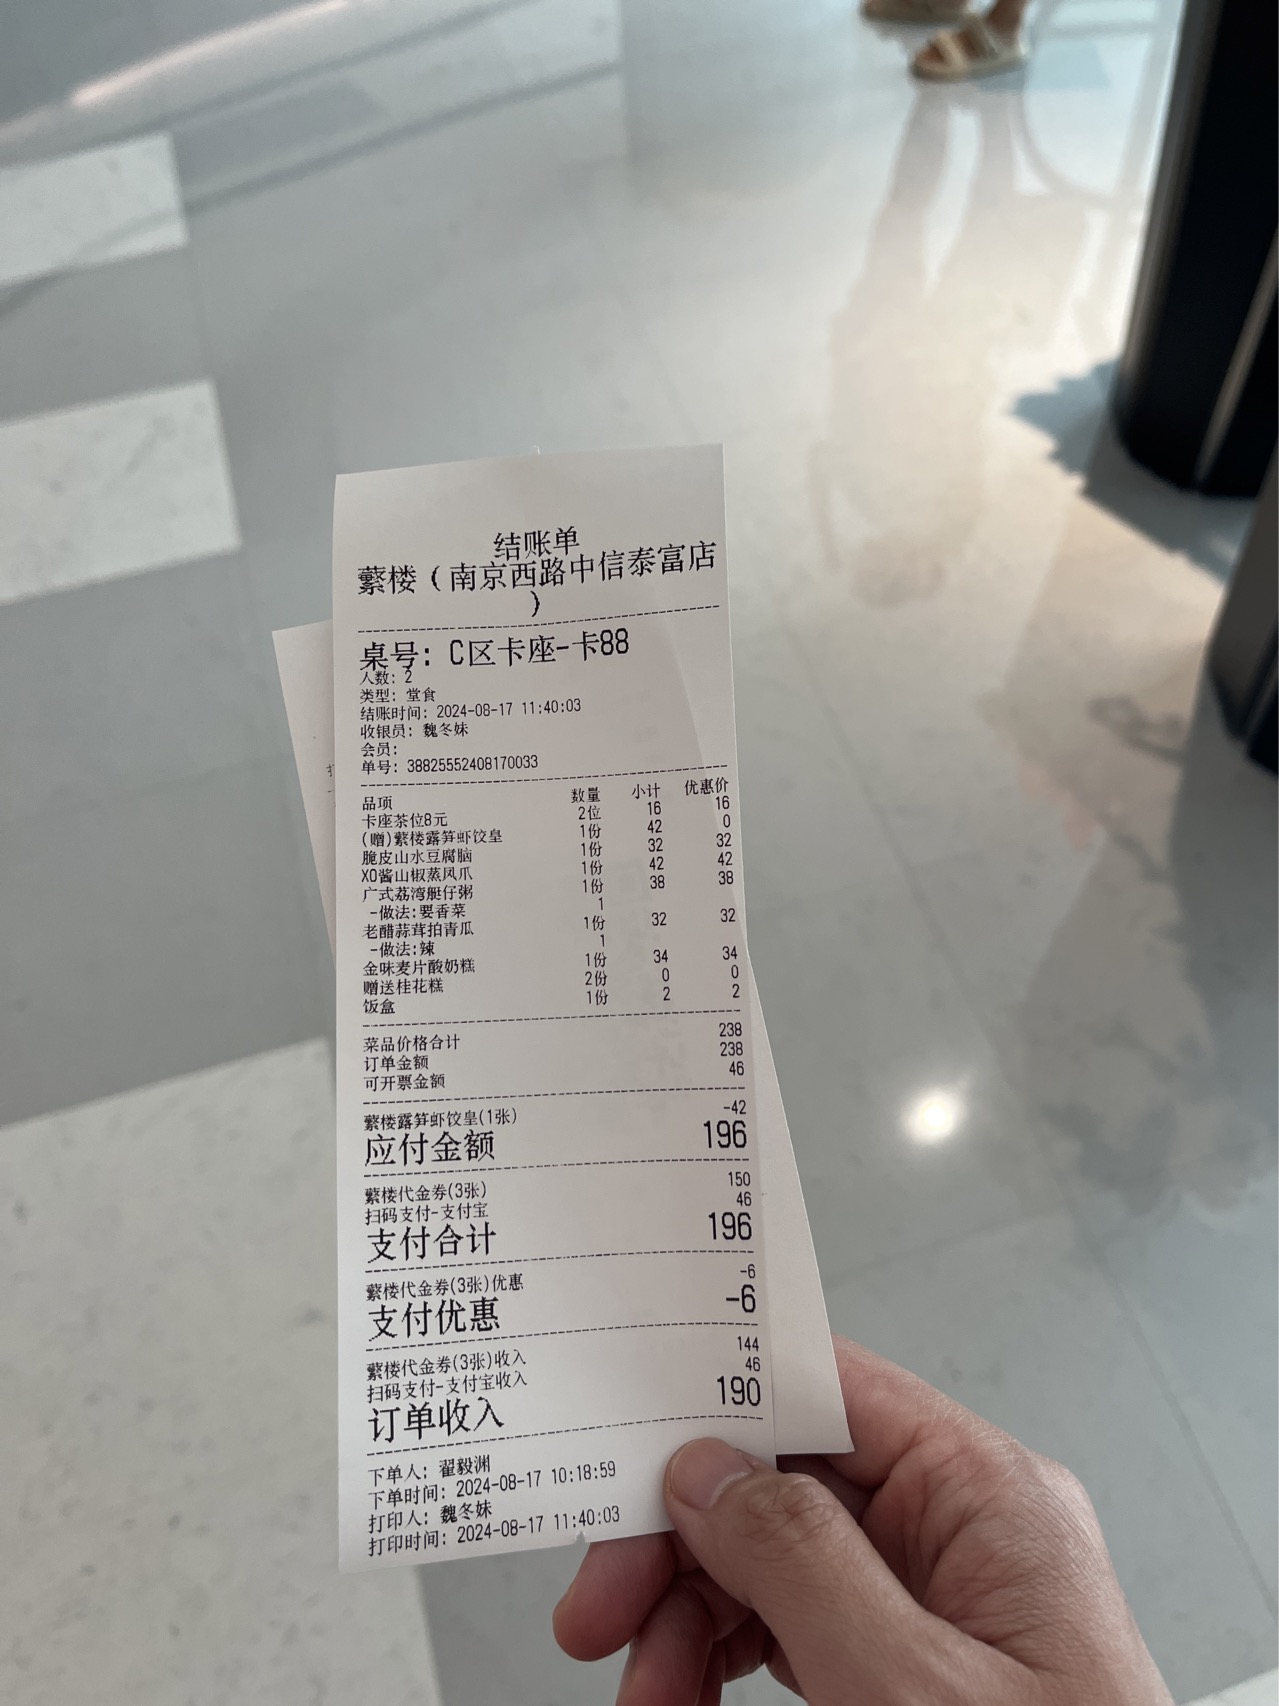 结账单
蘩楼（南京西路中信泰富店
）
桌号：C区卡座-卡88
人数：2
类型：堂食
结账时间：2024-08-17 11:40:03
收银员：魏冬妹
会员：
单号：38825552408170033
品项 数量 小计 优惠价
卡座茶位8元 2位 16 16
(赠)蘩楼露笋虾饺皇 1份 42 0
脆皮山水豆腐脑 1份 32 32
XO酱山椒蒸凤爪 1份 42 42
广式荔湾艇仔粥 1份 38 38
-做法:要香菜 1
老醋蒜茸拍青瓜 1份 32 32
-做法:辣 1
金味麦片酸奶糕 1份 34 34
赠送桂花糕 2份 0 0
饭盒 1份 2 2
菜品价格合计 238
订单金额 238
可开票金额 46
蘩楼露笋虾饺皇(1张) -42
应付金额 196
蘩楼代金券(3张) 150
扫码支付-支付宝 46
支付合计 196
蘩楼代金券(3张)优惠 -6
支付优惠 -6
蘩楼代金券(3张)收入 144
扫码支付-支付宝收入 46
订单收入 190
下单人：翟毅渊
下单时间：2024-08-17 10:18:59
打印人：魏冬妹
打印时间：2024-08-17 11:40:03